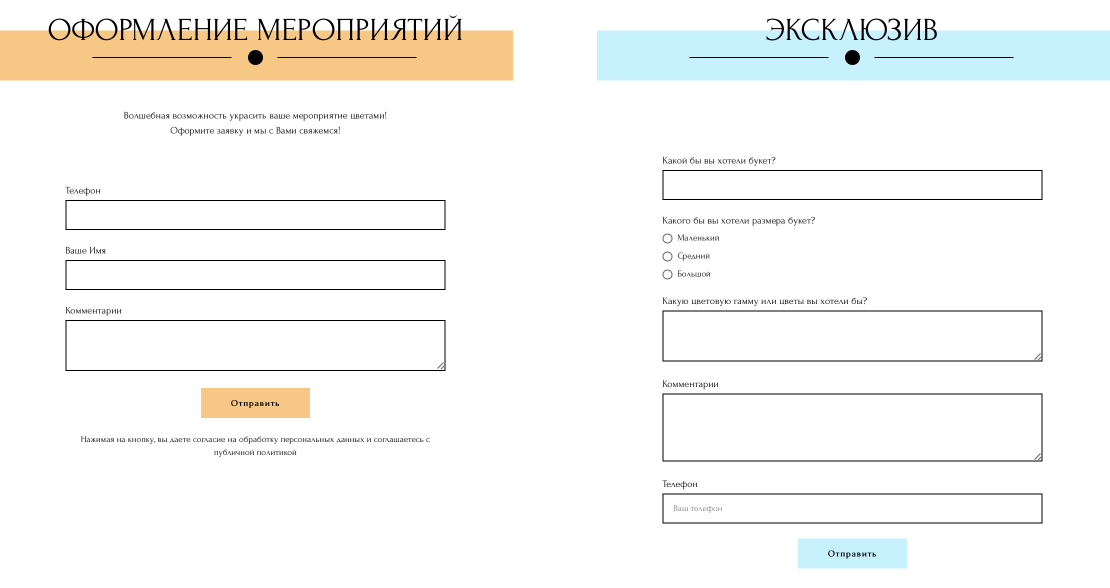 ОФОРМЛЕНИЕ МЕРОПРИЯТИЙ
Волшебная возможность украсить ваше мероприятие цветами!
Оформите заявку и мы с Вами свяжемся!
Телефон
Ваше Имя
Комментарии
Отправить
Нажимая на кнопку, вы даете согласие на обработку персональных данных и соглашаетесь с
публичной политикой
ЭКСКЛЮЗИВ
Какой бы вы хотели букет?
Какого бы вы хотели размера букет?
Маленький
Средний
Большой
Какую цветовую гамму или цветы вы хотели бы?
Комментарии
Телефон
Ваш телефон
Отправить